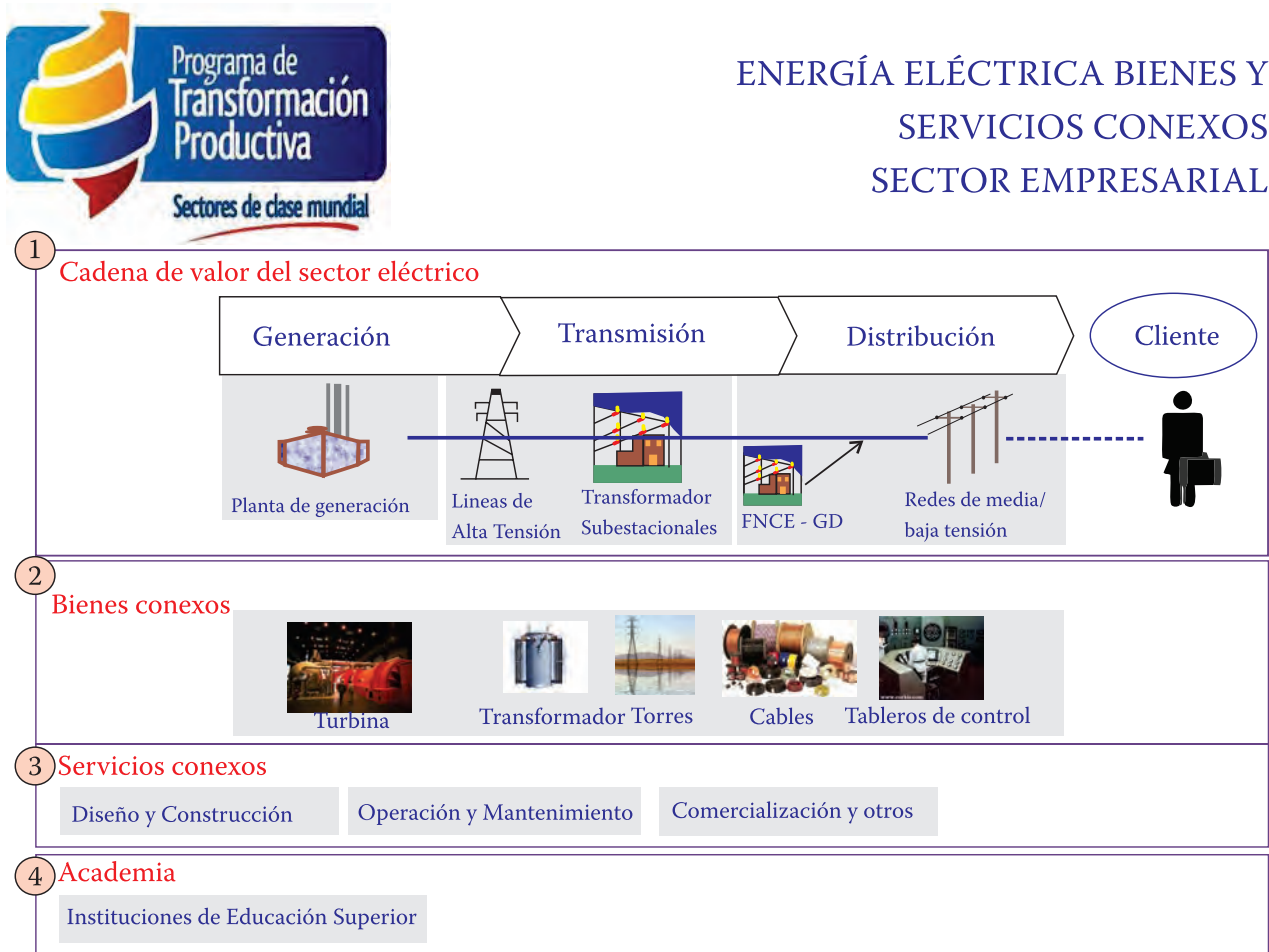 Programa de
Transformación
Productiva
Sectores de clase mundial
ENERGÍA ELÉCTRICA BIENES Y
SERVICIOS CONEXOS
SECTOR EMPRESARIAL
1
Cadena de valor del sector eléctrico
Generación
Transmisión
Distribución
Cliente
Planta de generación
Lineas de
Alta Tensión
Transformador
Subestacionales
FNCE - GD
Redes de media/
baja tensión
2
Bienes conexos
Turbina
Transformador
Torres
Cables
Tableros de control
3
Servicios conexos
Diseño y Construcción
Operación y Mantenimiento
Comercialización y otros
4
Academia
Instituciones de Educación Superior